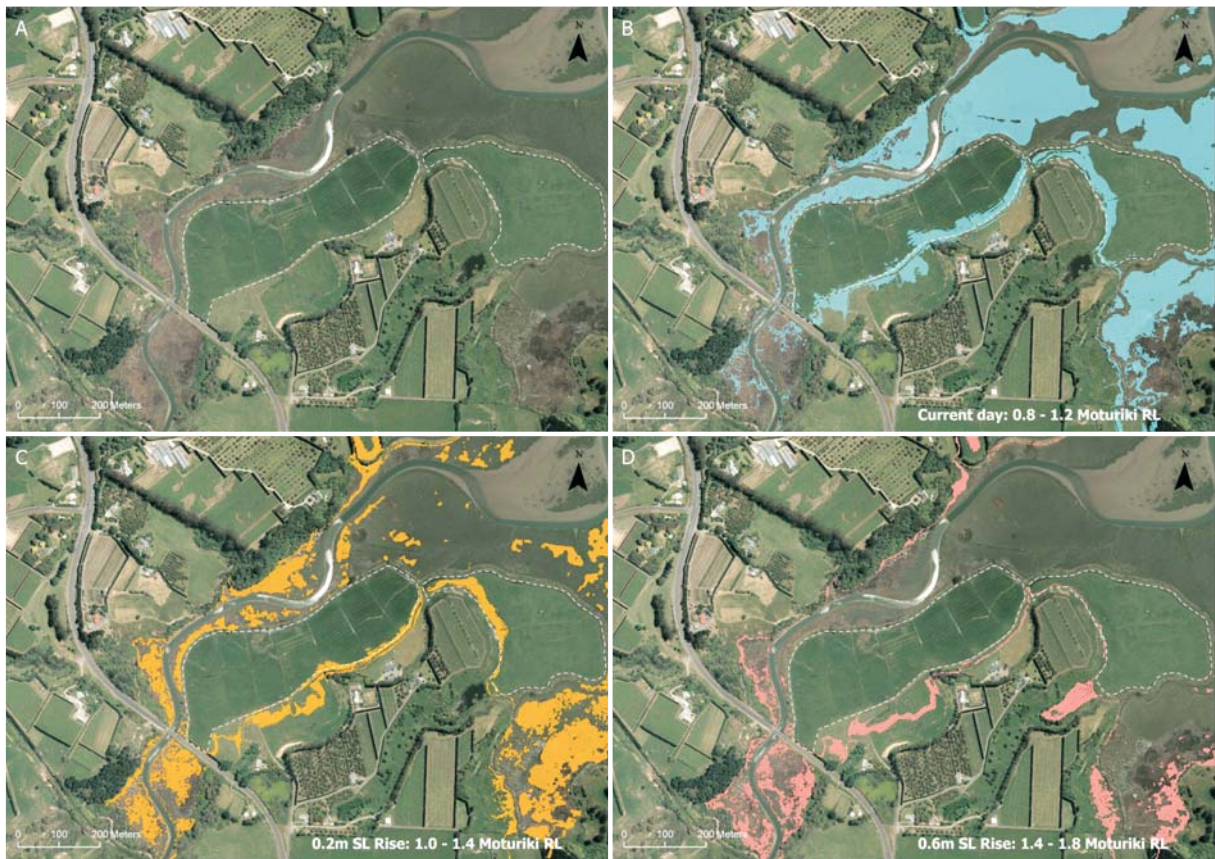 A
N
0 100 200 Meters
B
N
0 100 200 Meters
Current day: 0.8 - 1.2 Moturiki RL
C
N
0 100 200 Meters
0.2m SL Rise: 1.0 - 1.4 Moturiki RL
D
N
0 100 200 Meters
0.6m SL Rise: 1.4 - 1.8 Moturiki RL